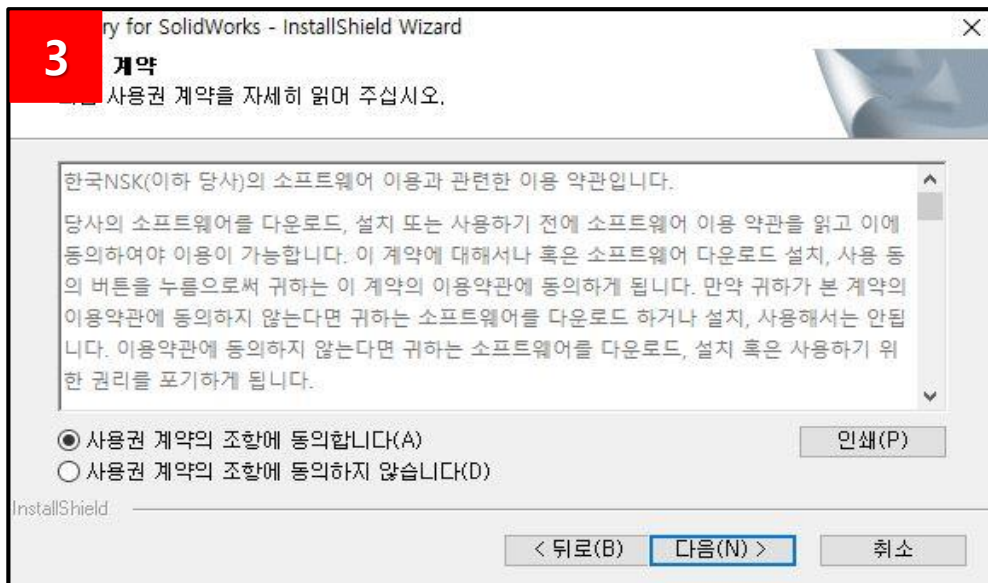 3
ry for SolidWorks - InstallShield Wizard
계약
사용권 계약을 자세히 읽어 주십시오.
한국NSK(이하 당사)의 소프트웨어 이용과 관련한 이용 약관입니다.
당사의 소프트웨어를 다운로드, 설치 또는 사용하기 전에 소프트웨어 이용 약관을 읽고 이에
동의하여야 이용이 가능합니다. 이 계약에 대해서나 혹은 소프트웨어 다운로드 설치, 사용 동
의 버튼을 누름으로써 귀하는 이 계약의 이용약관에 동의하게 됩니다. 만약 귀하가 본 계약의
이용약관에 동의하지 않는다면 귀하는 소프트웨어를 다운로드 하거나 설치, 사용해서는 안됩
니다. 이용약관에 동의하지 않는다면 귀하는 소프트웨어를 다운로드, 설치 혹은 사용하기 위
한 권리를 포기하게 됩니다.
사용권 계약의 조항에 동의합니다(A)
인쇄(P)
사용권 계약의 조항에 동의하지 않습니다(D)
InstallShield
< 뒤로(B)
다음(N) >
취소